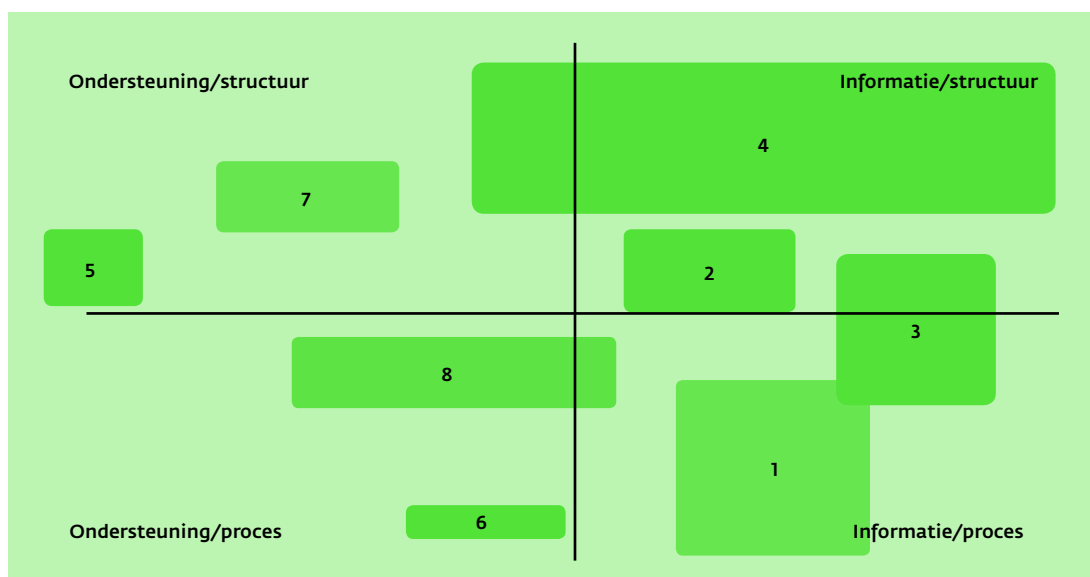 Ondersteuning/structuur
Informatie/structuur
4
7
5
2
3
8
1
6
Ondersteuning/proces
Informatie/proces